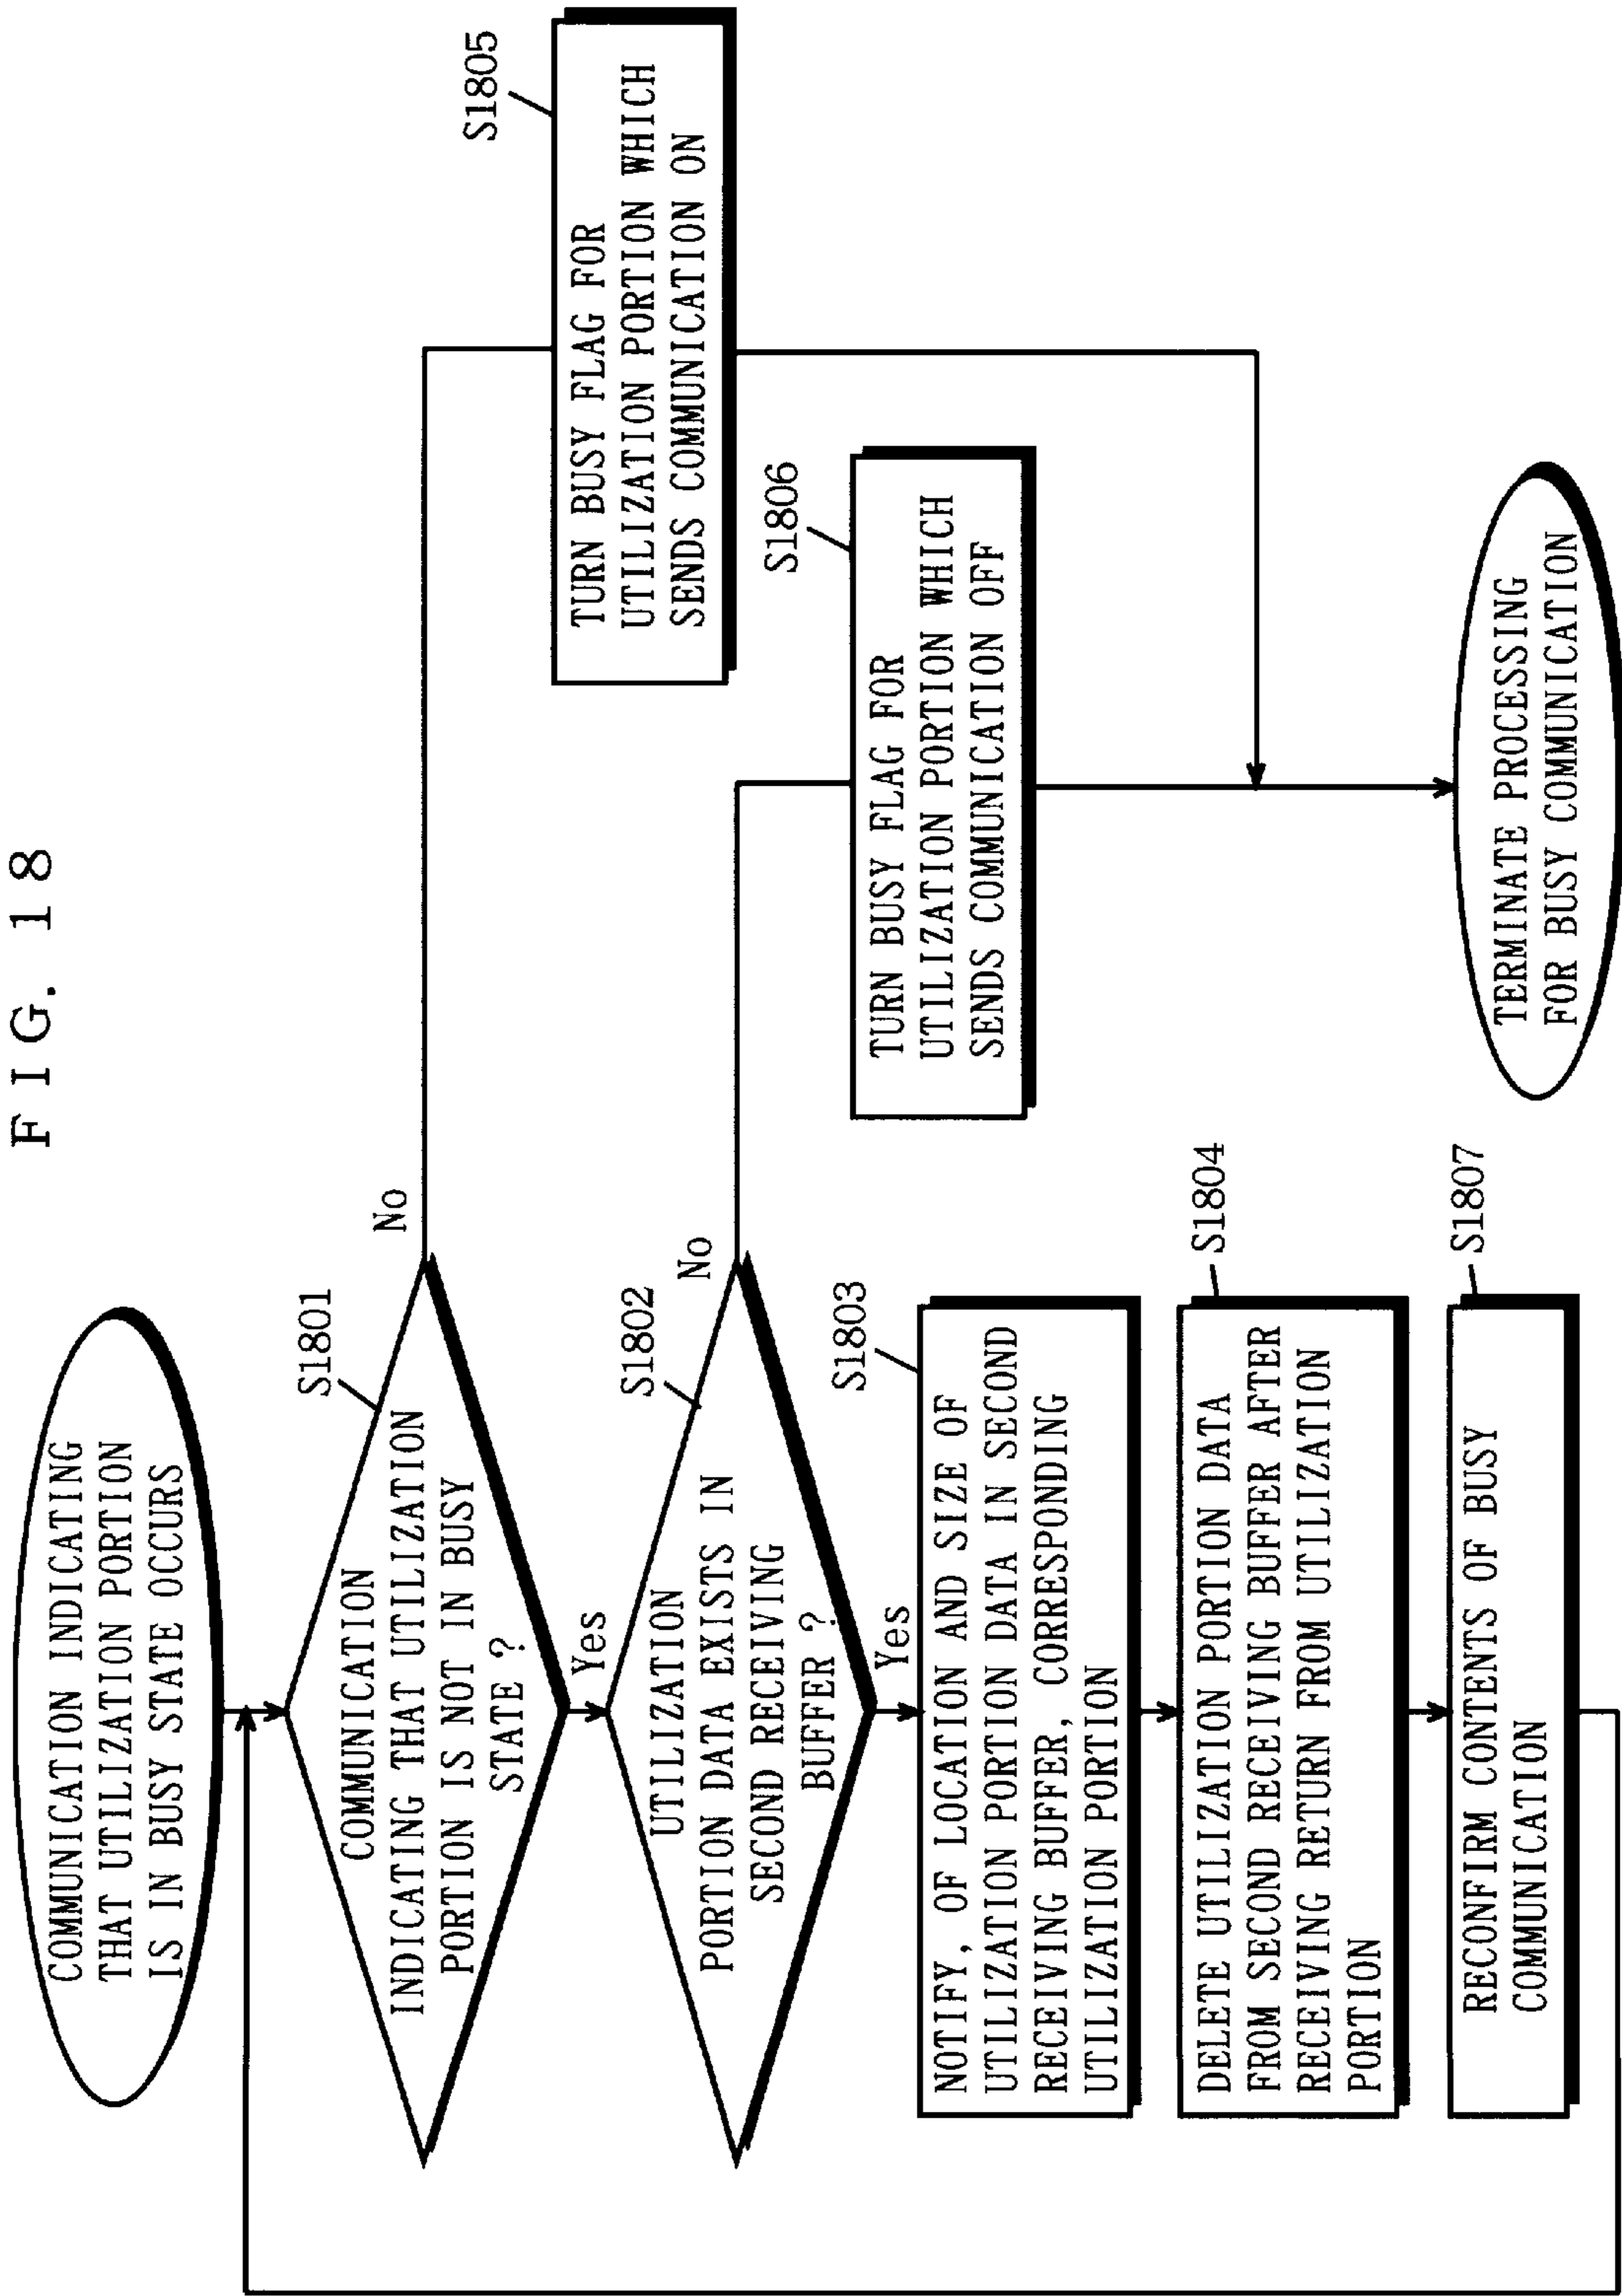 F I G. 18
COMMUNICATION INDICATING
THAT UTILIZATION PORTION
IS IN BUSY STATE OCCURS
S1801
COMMUNICATION
INDICATING THAT UTILIZATION
PORTION IS NOT IN BUSY
STATE ?
No
Yes
S1802
UTILIZATION
PORTION DATA EXISTS IN
SECOND RECEIVING
BUFFER ?
No
Yes
S1803
NOTIFY, OF LOCATION AND SIZE OF
UTILIZATION PORTION DATA IN SECOND
RECEIVING BUFFER, CORRESPONDING
UTILIZATION PORTION
S1804
DELETE UTILIZATION PORTION DATA
FROM SECOND RECEIVING BUFFER AFTER
RECEIVING RETURN FROM UTILIZATION
PORTION
S1807
RECONFIRM CONTENTS OF BUSY
COMMUNICATION
S1805
TURN BUSY FLAG FOR
UTILIZATION PORTION WHICH
SENDS COMMUNICATION ON
S1806
TURN BUSY FLAG FOR
UTILIZATION PORTION WHICH
SENDS COMMUNICATION OFF
TERMINATE PROCESSING
FOR BUSY COMMUNICATION